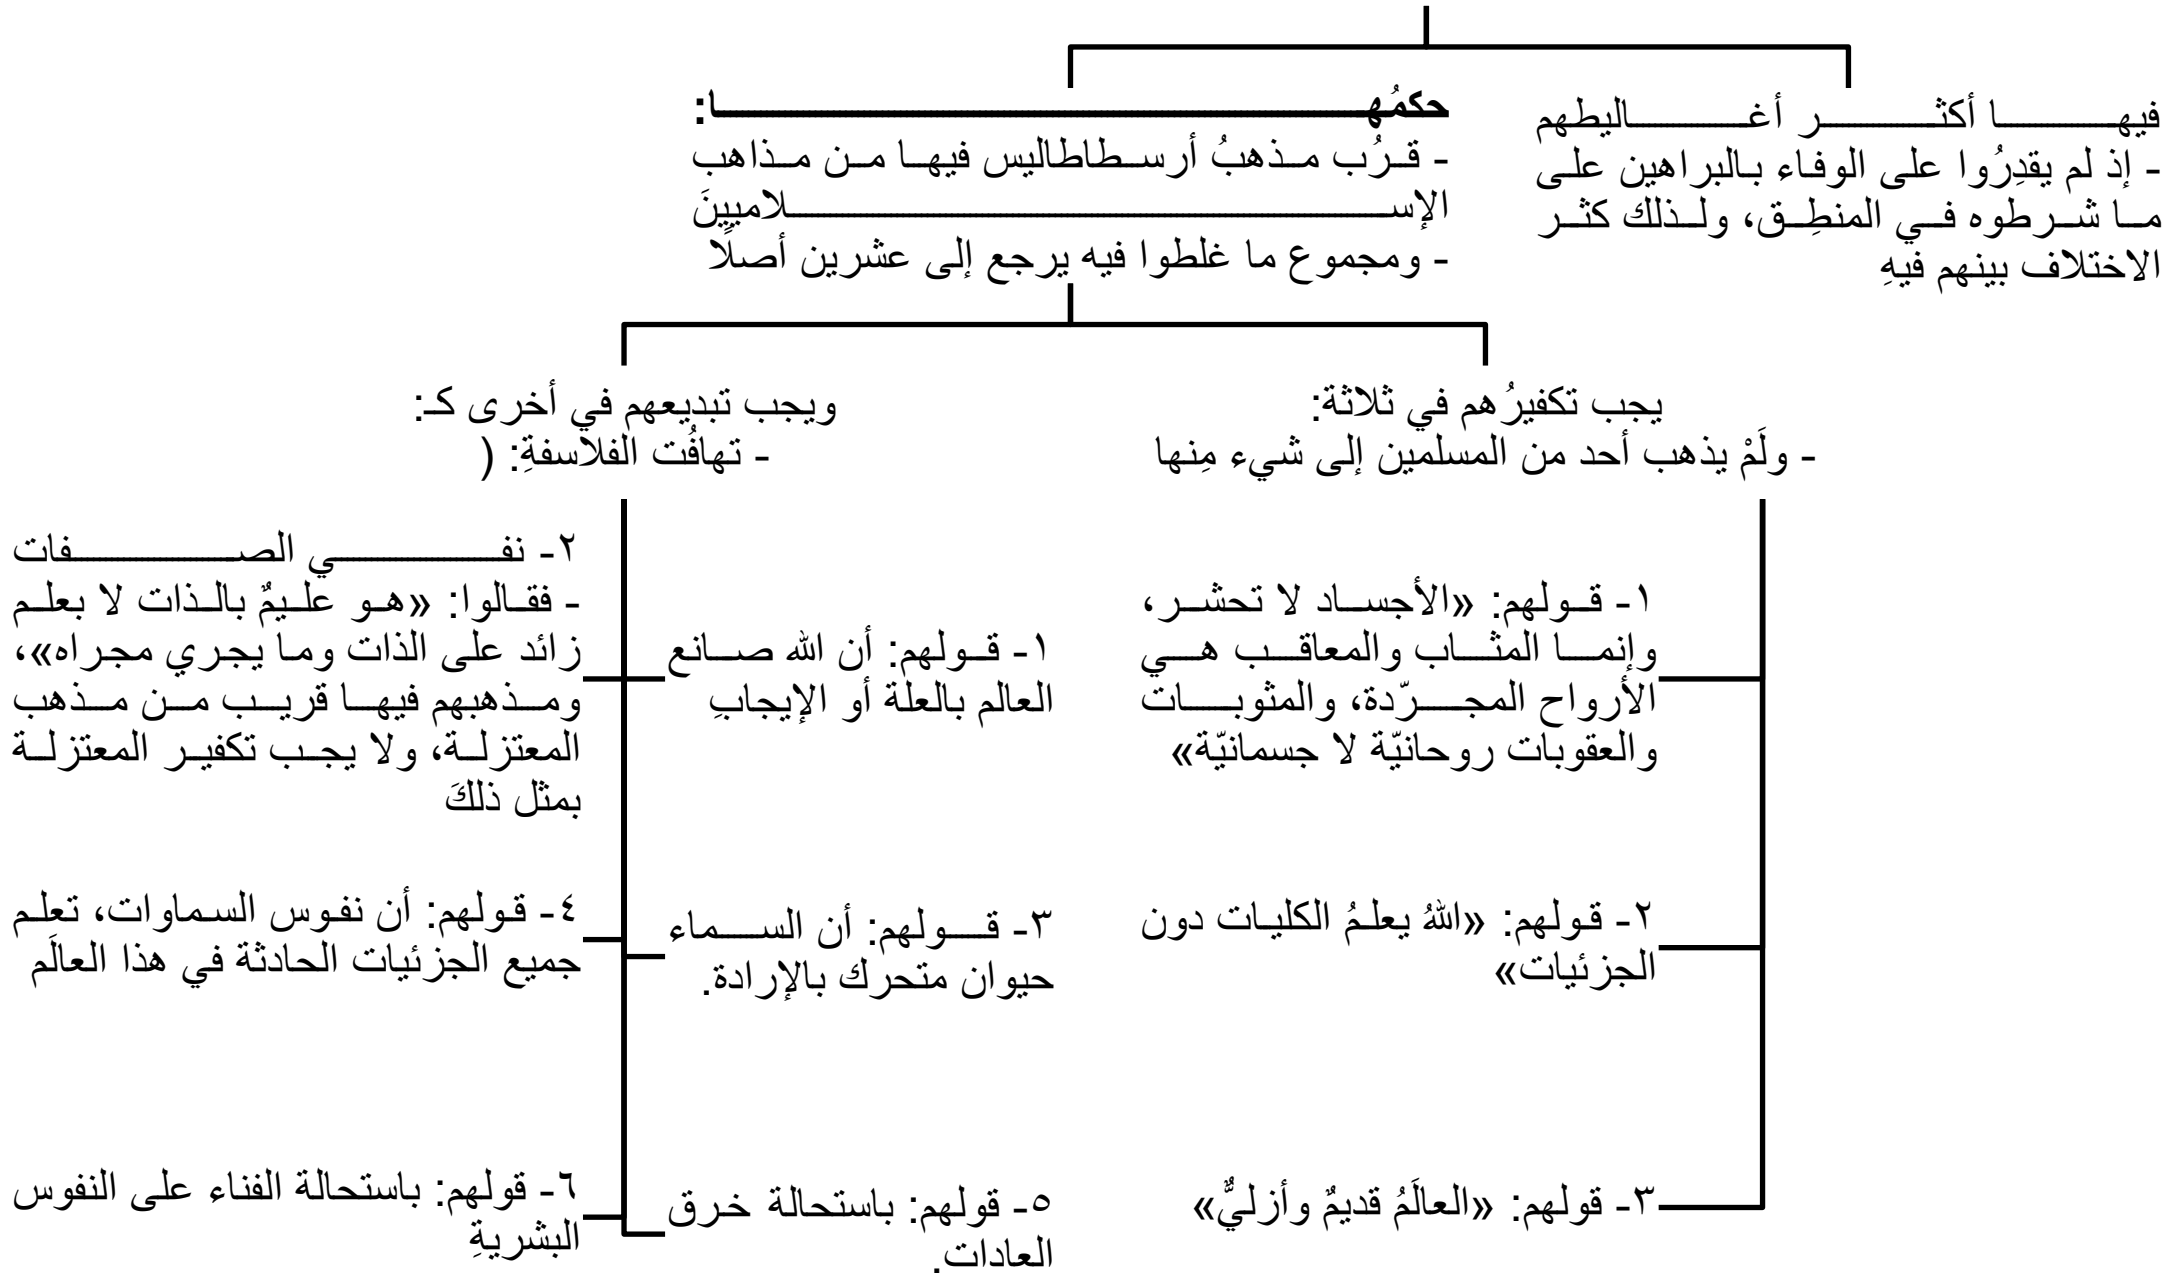 فيها أكثر أغاليطهم
- إذ لم يقدِرُوا على الوفاء بالبراهين على
ما شرطوه في المنطِق، ولذلك كثر
الاختلاف بينهم فيهِ
حكمُها:
- قرُب مذهبُ أرسطاطاليس فيها من مذاهب
الإسلاميينَ
- ومجموع ما غلطوا فيه يرجع إلى عشرين أصلًا
يجب تكفيرُهم في ثلاثة:
- ولَمْ يذهب أحد من المسلمين إلى شيء مِنها
١- قولهم: «الأجساد لا تحشر،
وإنما المثاب والمعاقب هي
الأرواح المجرّدة، والمثوبات
والعقوبات روحانيّة لا جسمانيّة»
٢- قولهم: «اللهُ يعلمُ الكليات دون
الجزئيات»
٣- قولهم: «العالَمُ قديمٌ وأزليٌّ»
ويجب تبديعهم في أخرى كـ:
- تهافُت الفلاسفةِ: (
١- قولهم: أن الله صانع
العالم بالعلة أو الإيجابِ
٢- نفي الصفات
- فقالوا: «هو عليمٌ بالذات لا بعلم
زائد على الذات وما يجري مجراه»،
ومذهبهم فيها قريب من مذهب
المعتزلة، ولا يجب تكفير المعتزلة
بمثل ذلكَ
٣- قولهم: أن السماء
حيوان متحرك بالإرادة.
٤- قولهم: أن نفوس السماوات، تعلم
جميع الجزئيات الحادثة في هذا العالَم
٥- قولهم: باستحالة خرق
العادات.
٦- قولهم: باستحالة الفناء على النفوس
البشريةِ